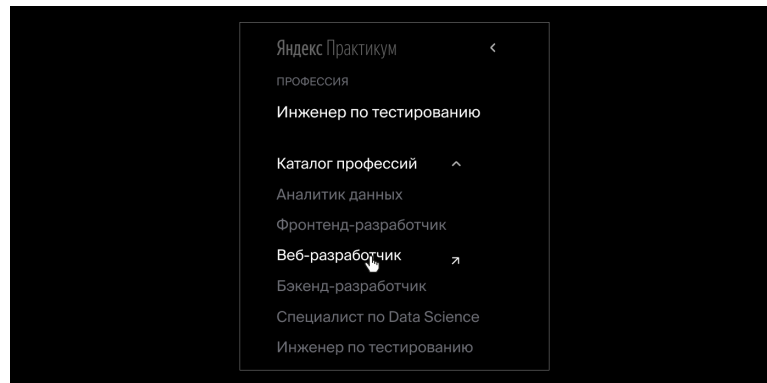 Яндекс Практикум
ПРОФЕССИЯ
Инженер по тестированию
Каталог профессий
Аналитик данных
Фронтенд-разработчик
Веб-разработчик
Бэкенд-разработчик
Специалист по Data Science
Инженер по тестированию